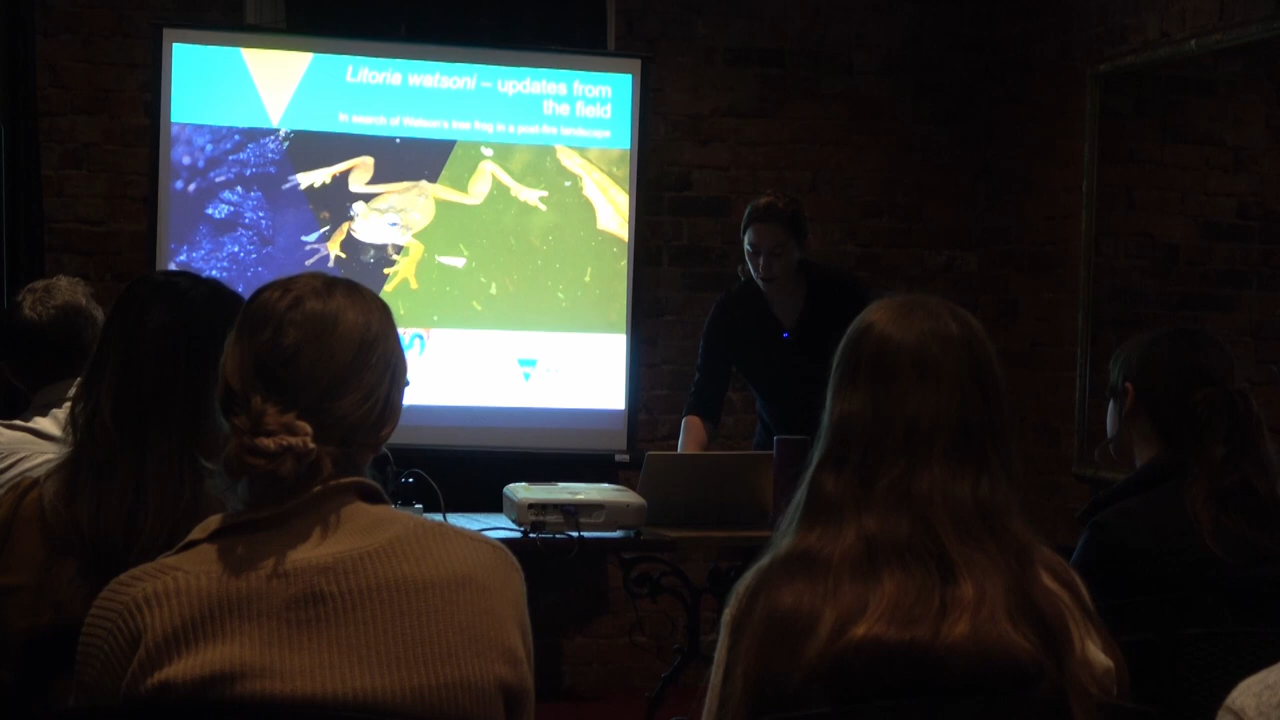 Litoria watsoni – updates from
the field
In search of Watson's tree frog in a post-fire landscape